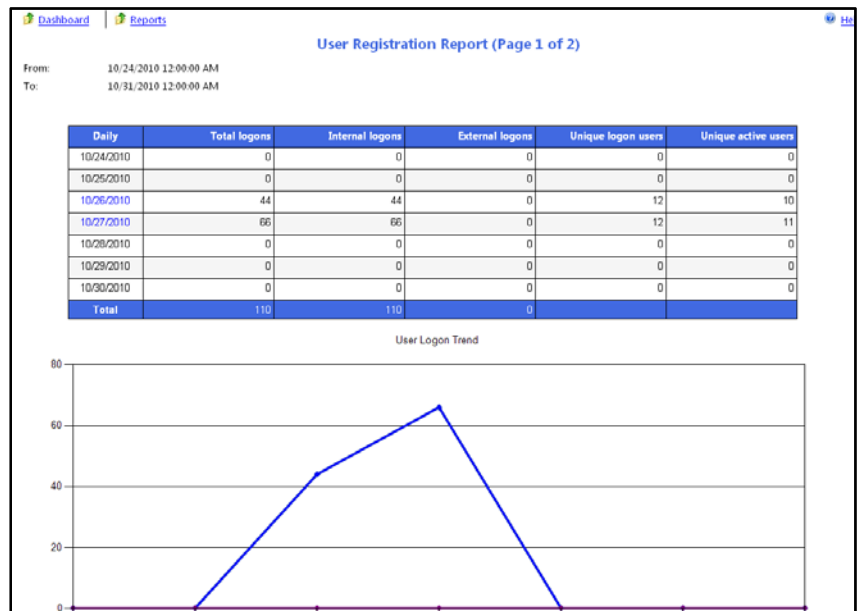 Dashboard Reports He
User Registration Report (Page 1 of 2)
From: 10/24/2010 12:00:00 AM
To: 10/31/2010 12:00:00 AM
Daily Total logons Internal logons External logons Unique logon users Unique active users
10/24/2010 0 0 0 0 0
10/25/2010 0 0 0 0 0
10/26/2010 44 44 0 12 10
10/27/2010 66 66 0 12 11
10/28/2010 0 0 0 0 0
10/29/2010 0 0 0 0 0
10/30/2010 0 0 0 0 0
Total 110 110 0
User Logon Trend
80
60
40
20
0